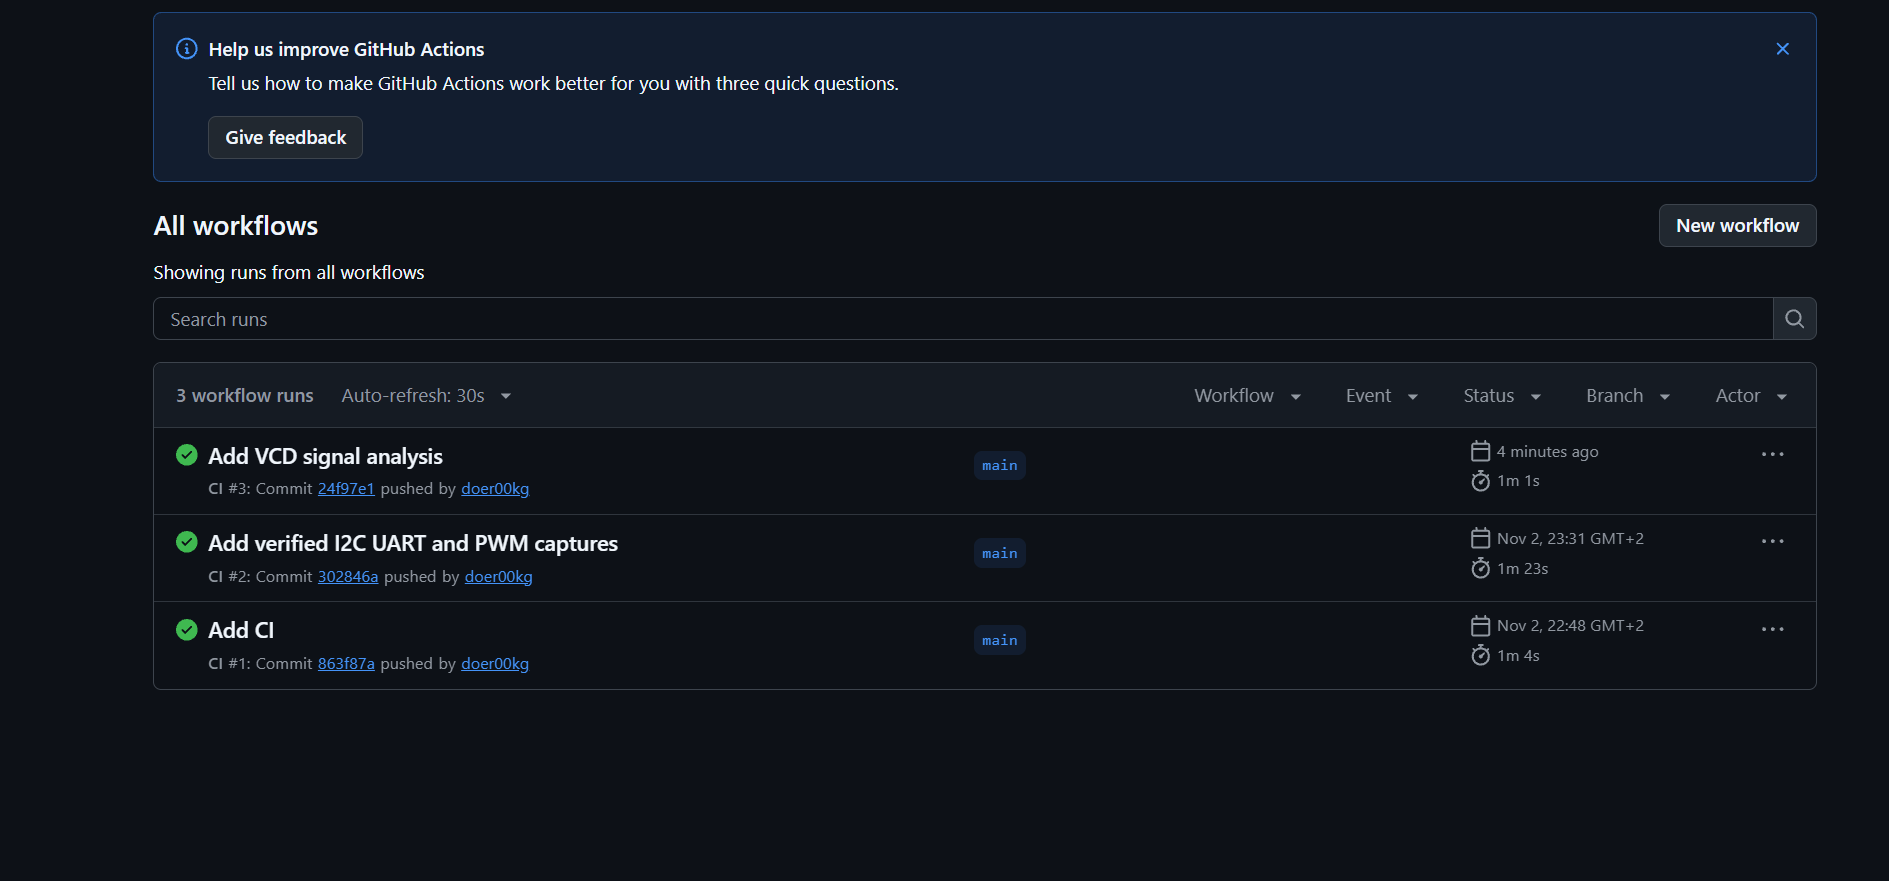 Help us improve GitHub Actions
Tell us how to make GitHub Actions work better for you with three quick questions.
Give feedback
All workflows
New workflow
Showing runs from all workflows
Search runs
3 workflow runs Auto-refresh: 30s Workflow Event Status Branch Actor
Add VCD signal analysis
CI #3: Commit 24f97e1 pushed by doer00kg
main
4 minutes ago
1m 1s
Add verified I2C UART and PWM captures
CI #2: Commit 302846a pushed by doer00kg
main
Nov 2, 23:31 GMT+2
1m 23s
Add CI
CI #1: Commit 863f87a pushed by doer00kg
main
Nov 2, 22:48 GMT+2
1m 4s